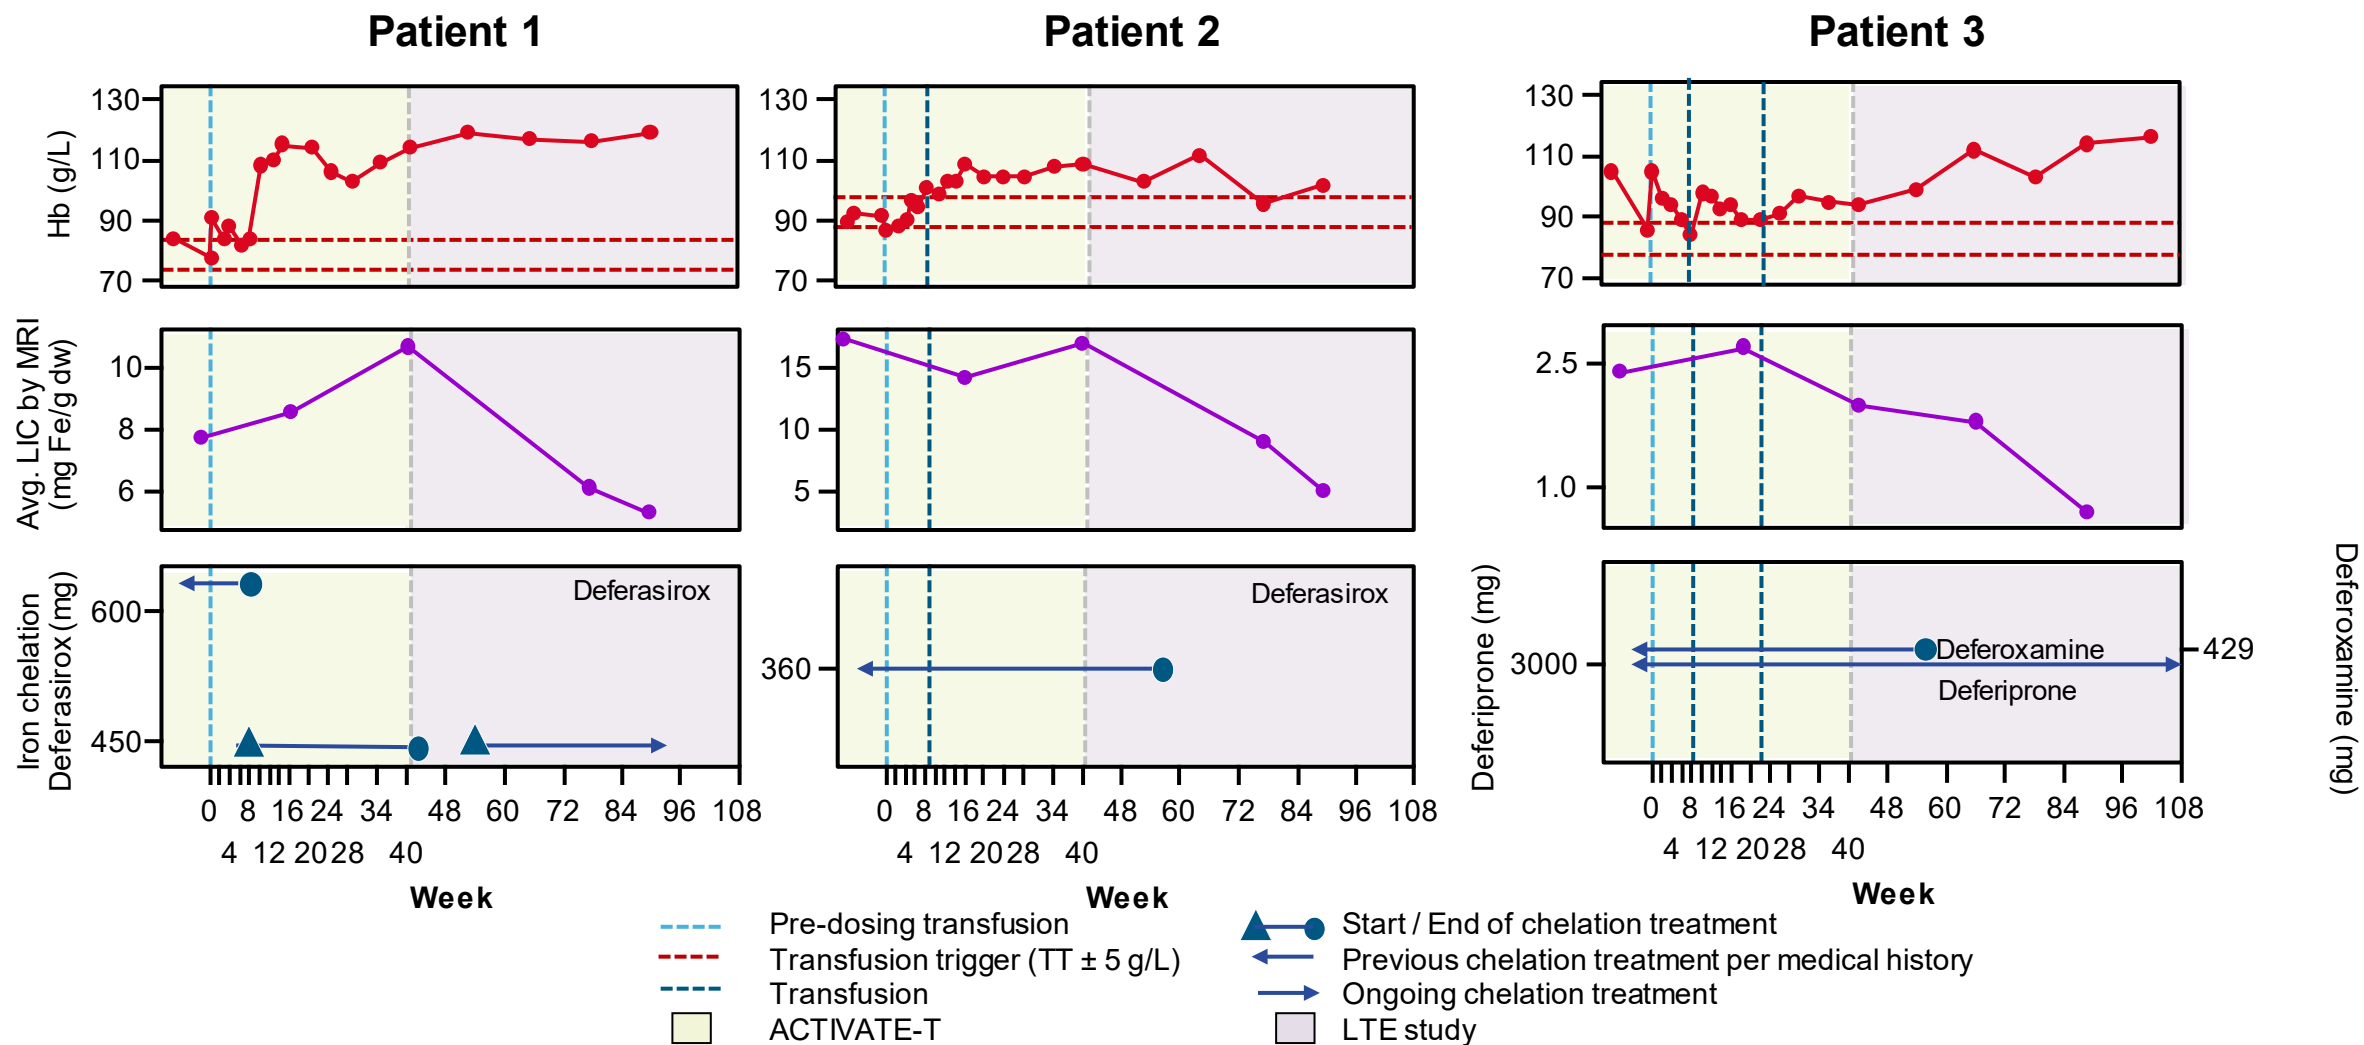 Patient 1
Patient 2
Patient 3
Hb (g/L)
130
110
90
70
130
110
90
70
130
110
90
70
Avg. LIC by MRI
(mg Fe/g dw)
10
8
6
15
10
5
2.5
1.0
Iron chelation
Deferasirox (mg)
600
450
Deferasirox
360
Deferasirox
Deferiprone (mg)
3000
Deferoxamine
Deferiprone
429
Deferoxamine (mg)
0 8 16 24 34 48 60 72 84 96 108
4 12 20 28 40
Week
0 8 16 24 34 48 60 72 84 96 108
4 12 20 28 40
Week
0 8 16 24 34 48 60 72 84 96 108
4 12 20 28 40
Week
Pre-dosing transfusion
Transfusion trigger (TT ± 5 g/L)
Transfusion
ACTIVATE-T
Start / End of chelation treatment
Previous chelation treatment per medical history
Ongoing chelation treatment
LTE study